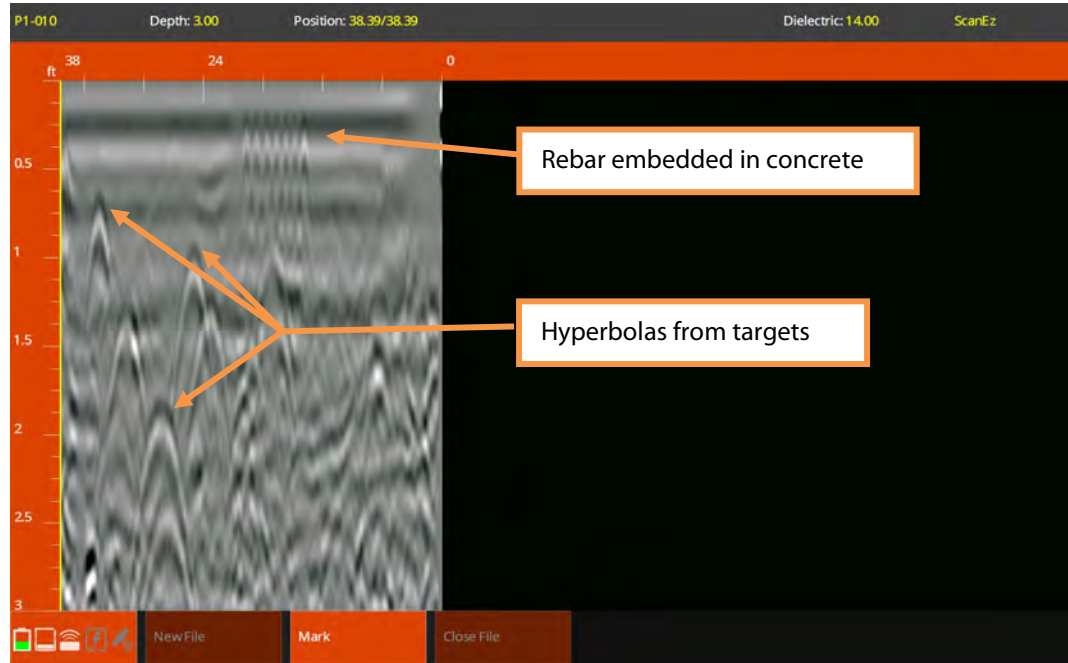 P1-010 Depth: 3.00 Position: 38.39/38.39 Dielectric: 14.00 ScanEz
ft 38 24 0
Rebar embedded in concrete
0.5
1
Hyperbolas from targets
1.5
2
2.5
3
New File Mark Close File